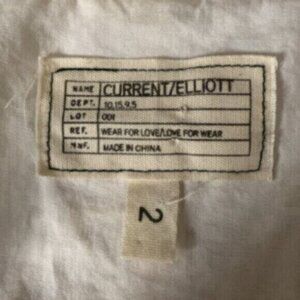 NAME CURRENT/ELLIOTT
DEPT. 10.15.9.5
LOT 001
REF. WEAR FOR LOVE/LOVE FOR WEAR
MNF. MADE IN CHINA
2